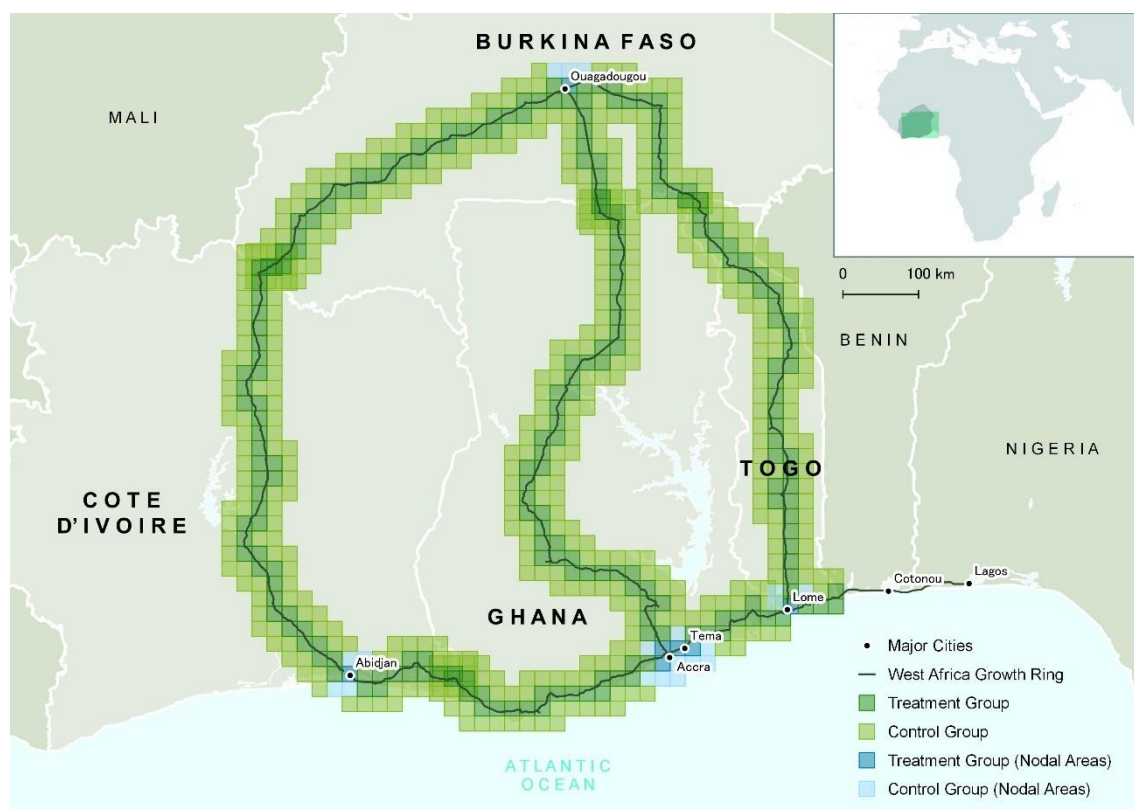 BURKINA FASO
Ouagadougou
MALI
0 100 km
BENIN
NIGERIA
TOGO
COTE
D'IVOIRE
Lagos
Cotonou
Lome
GHANA
Tema
Accra
Abidjan
Major Cities
West Africa Growth Ring
Treatment Group
Control Group
Treatment Group (Nodal Areas)
Control Group (Nodal Areas)
ATLANTIC
OCEAN